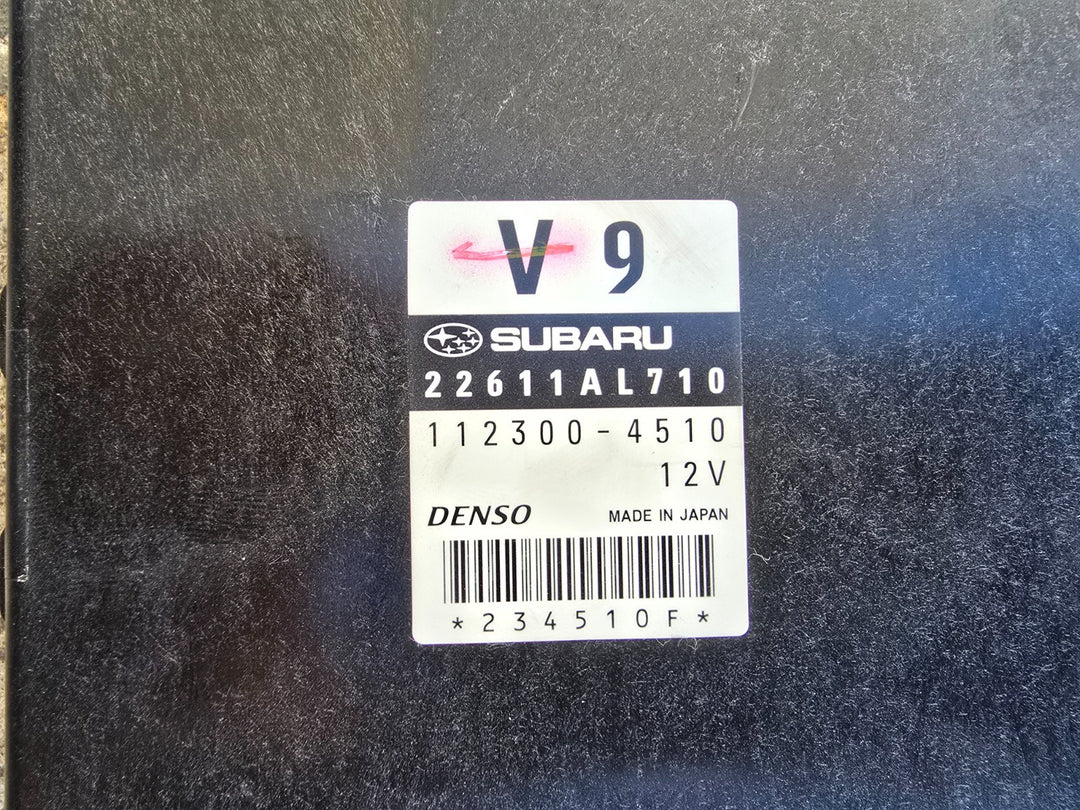 V 9
SUBARU
22611AL710
112300-4510
12V
DENSO MADE IN JAPAN
*234510F*